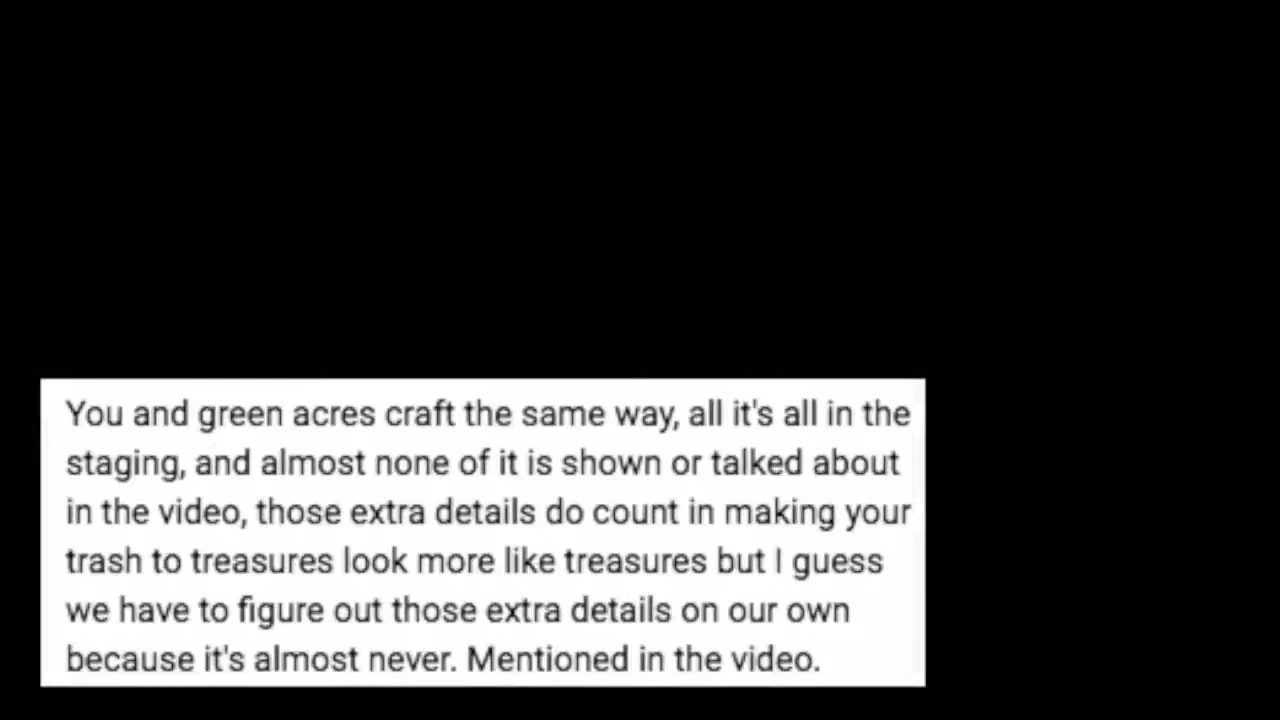 You and green acres craft the same way, all it's all in the
staging, and almost none of it is shown or talked about
in the video, those extra details do count in making your
trash to treasures look more like treasures but I guess
we have to figure out those extra details on our own
because it's almost never. Mentioned in the video.